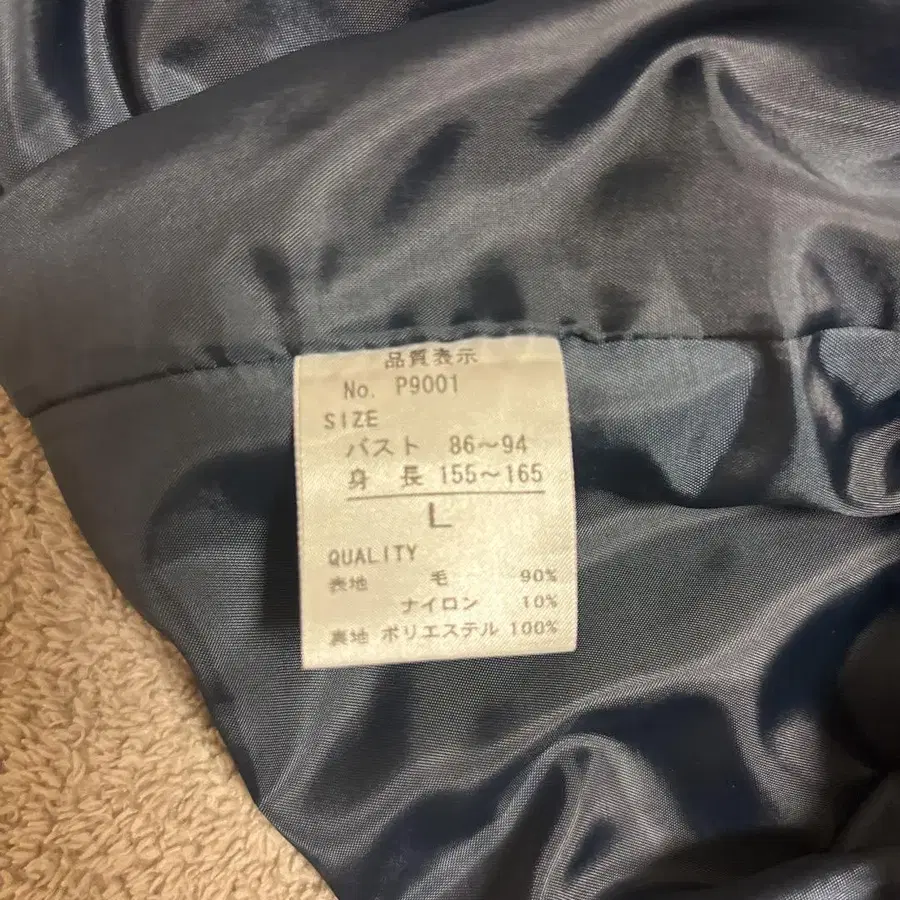 品質表示
No. P9001
SIZE
バスト 86～94
身長 155～165
L
QUALITY
表地 毛 90%
ナイロン 10%
裏地 ポリエステル 100%